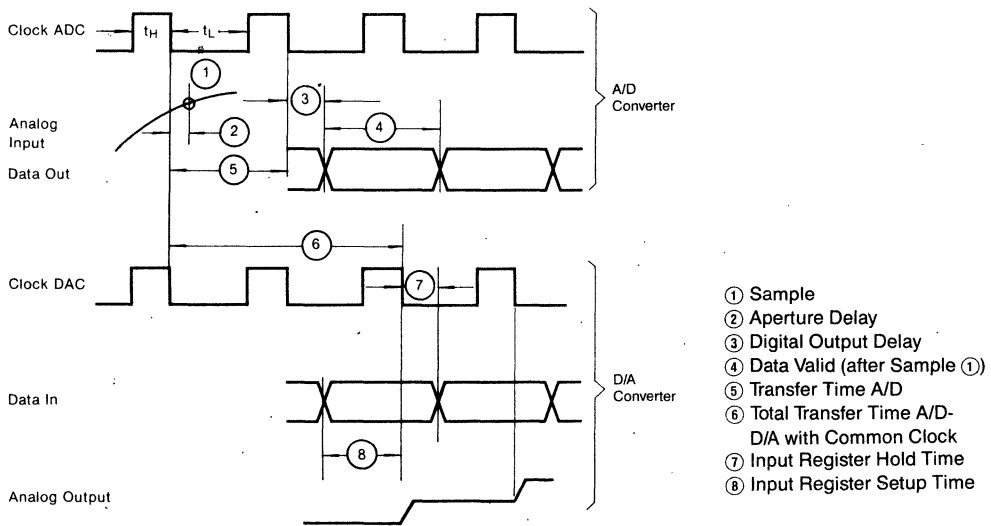 Clock ADC
tH
tL
①
③
A/D
Converter
Analog
Input
②
④
Data Out
⑤
⑥
Clock DAC
⑦
① Sample
② Aperture Delay
③ Digital Output Delay
④ Data Valid (after Sample ①)
⑤ Transfer Time A/D-
⑥ Total Transfer Time A/D-
D/A with Common Clock
⑦ Input Register Hold Time
⑧ Input Register Setup Time
D/A
Converter
Data In
⑧
Analog Output